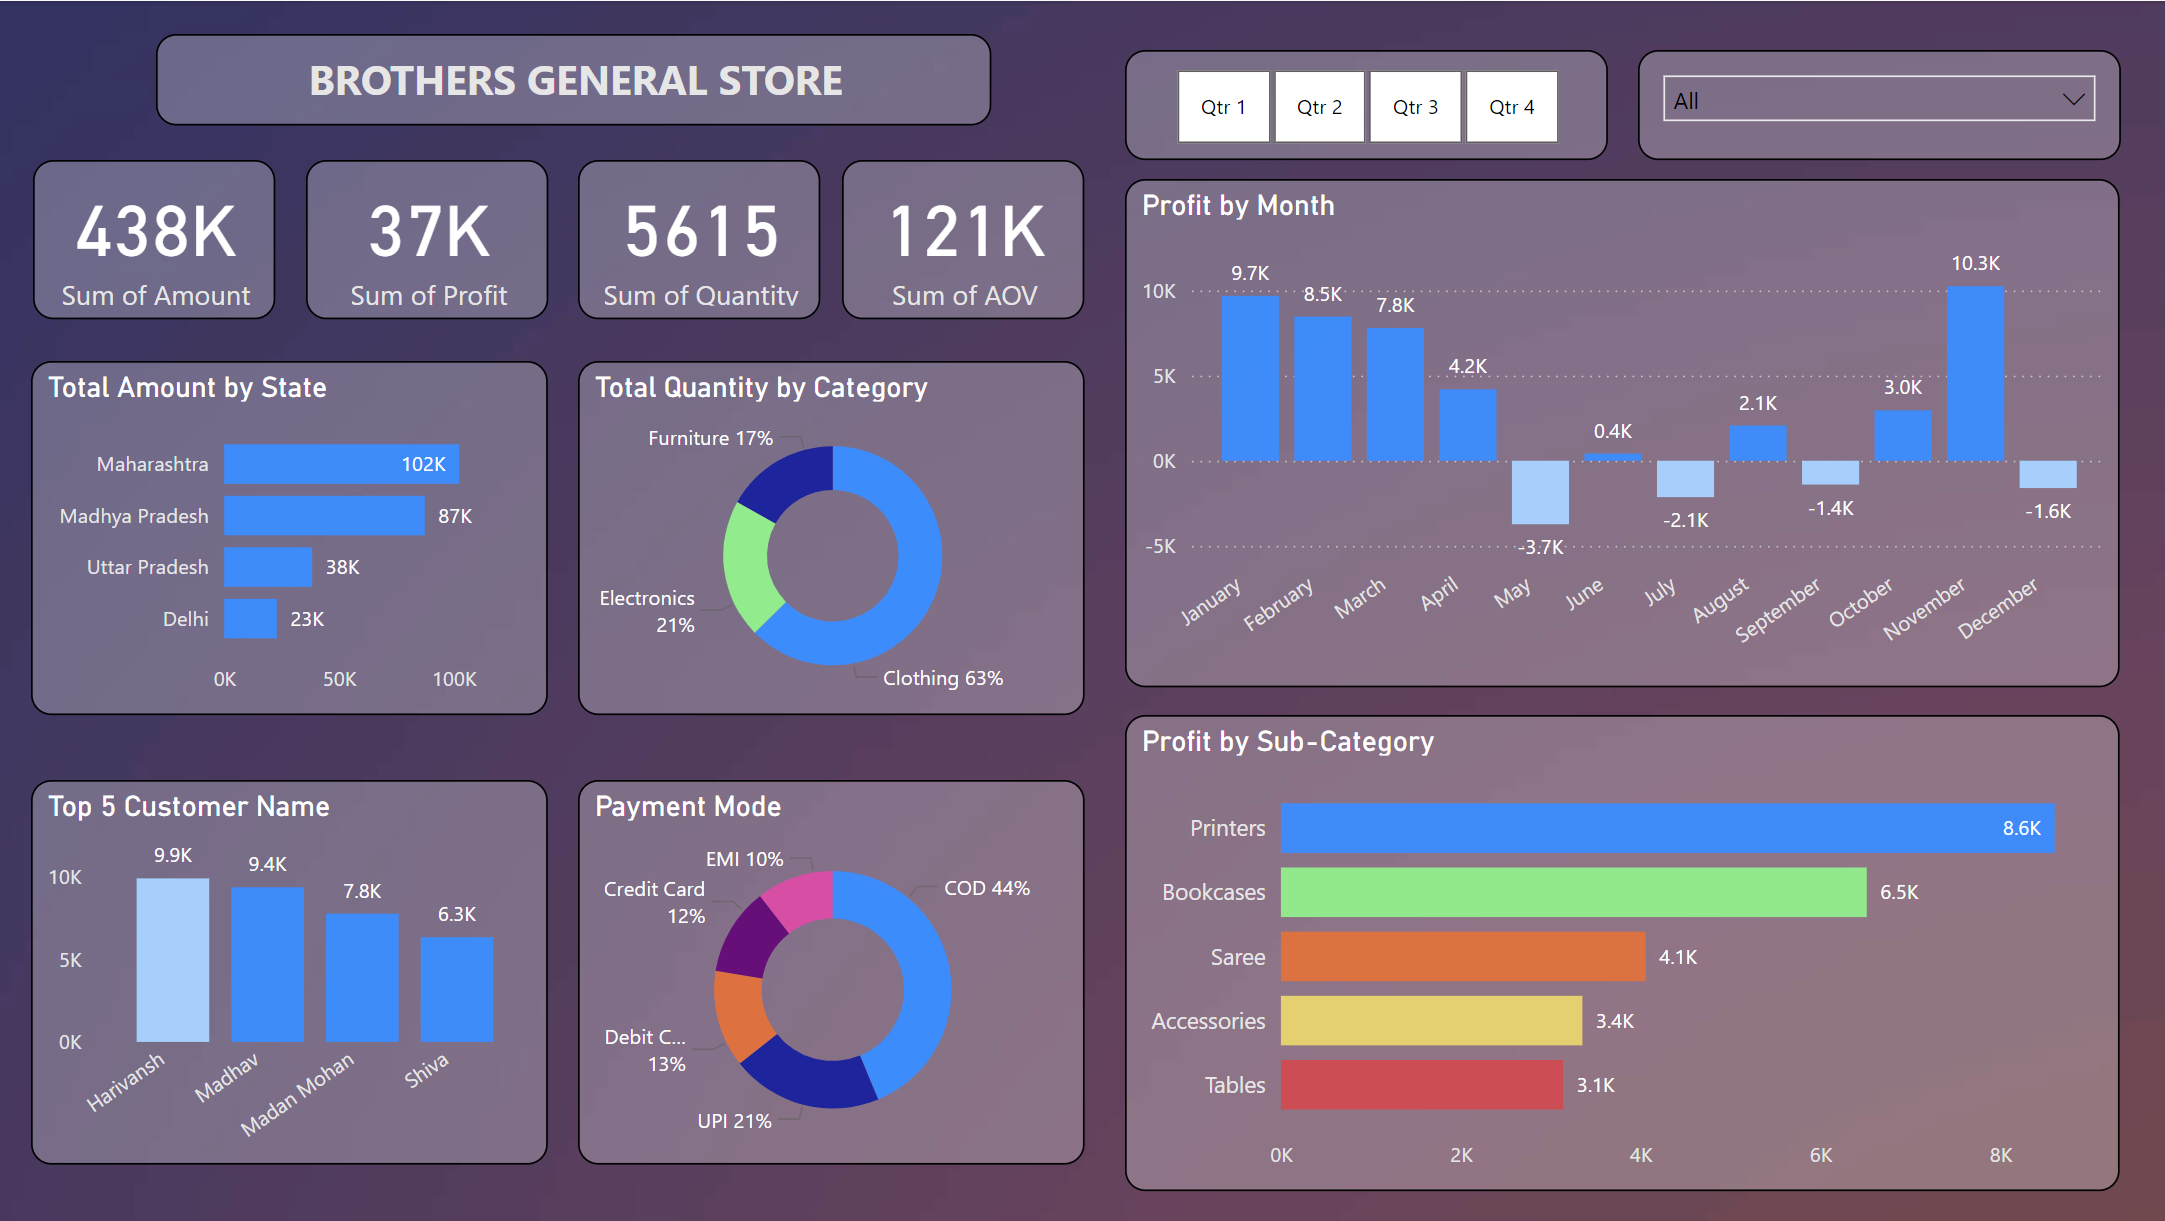 BROTHERS GENERAL STORE
Qtr 1
Qtr 2
Qtr 3
Qtr 4
All
438K
Sum of Amount
37K
Sum of Profit
5615
Sum of Quantity
121K
Sum of AOV
Total Amount by State
Maharashtra
102K
Madhya Pradesh
87K
Uttar Pradesh
38K
Delhi
23K
0K
50K
100K
Total Quantity by Category
Furniture 17%
Electronics
21%
Clothing 63%
Profit by Month
10K
5K
0K
-5K
9.7K
8.5K
7.8K
4.2K
-3.7K
0.4K
-2.1K
2.1K
-1.4K
3.0K
10.3K
-1.6K
January
February
March
April
May
June
July
August
September
October
November
December
Top 5 Customer Name
10K
5K
0K
9.9K
9.4K
7.8K
6.3K
Harivansh
Madhav
Madan Mohan
Shiva
Payment Mode
EMI 10%
Credit Card
12%
Debit C...
13%
UPI 21%
COD 44%
Profit by Sub-Category
Printers
8.6K
Bookcases
6.5K
Saree
4.1K
Accessories
3.4K
Tables
3.1K
0K
2K
4K
6K
8K